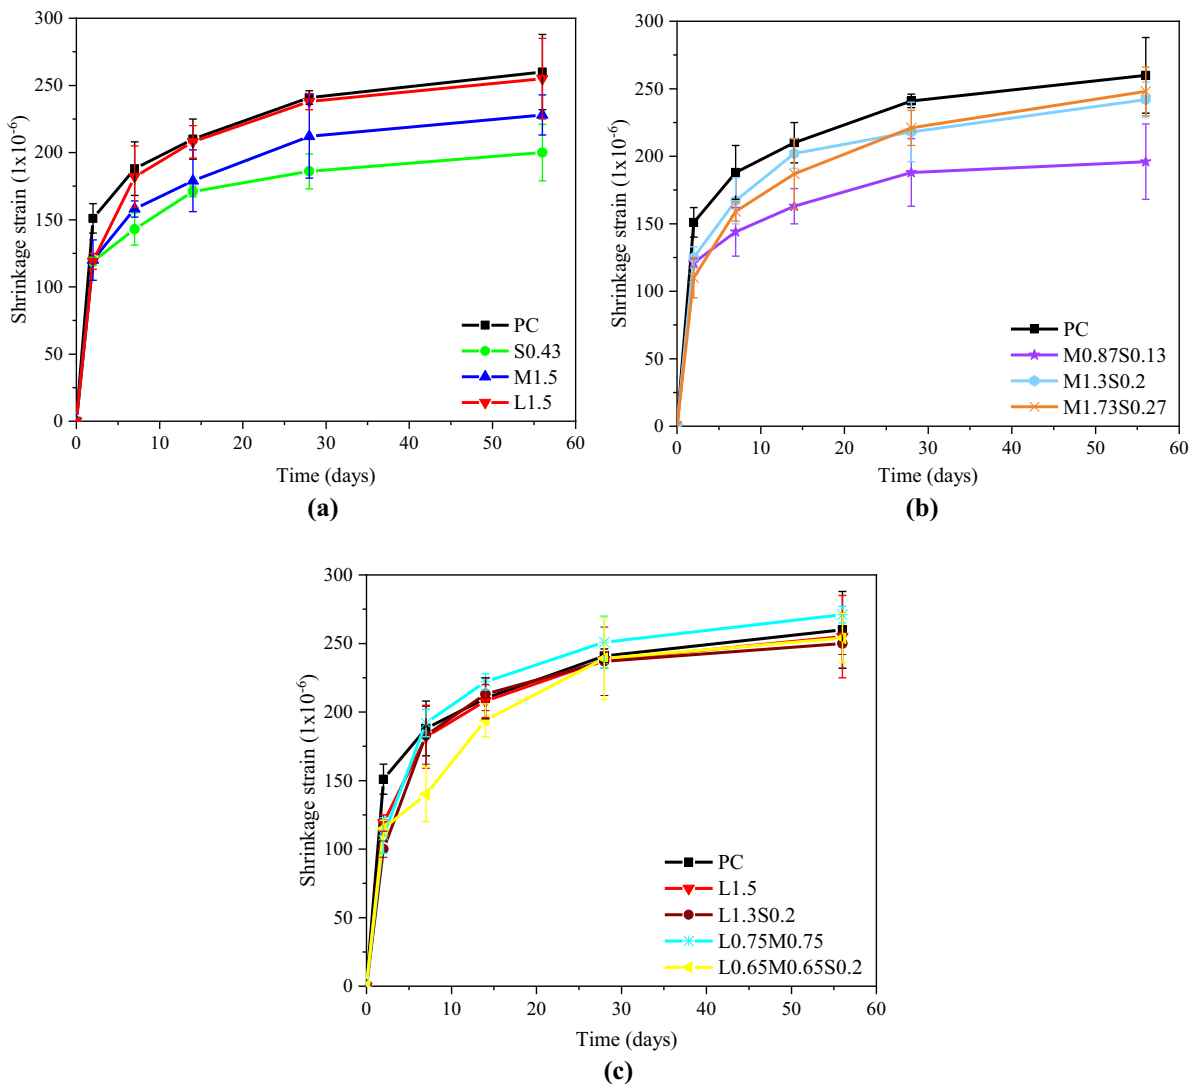 300
250
200
150
100
50
0
Shrinkage strain (1x10⁻⁶)
PC
S0.43
M1.5
L1.5
0 10 20 30 40 50 60
Time (days)
(a)
300
250
200
150
100
50
0
Shrinkage strain (1x10⁻⁶)
PC
M0.87S0.13
M1.3S0.2
M1.73S0.27
0 10 20 30 40 50 60
Time (days)
(b)
300
250
200
150
100
50
0
Shrinkage strain (1x10⁻⁶)
PC
L1.5
L1.3S0.2
L0.75M0.75
L0.65M0.65S0.2
0 10 20 30 40 50 60
Time (days)
(c)